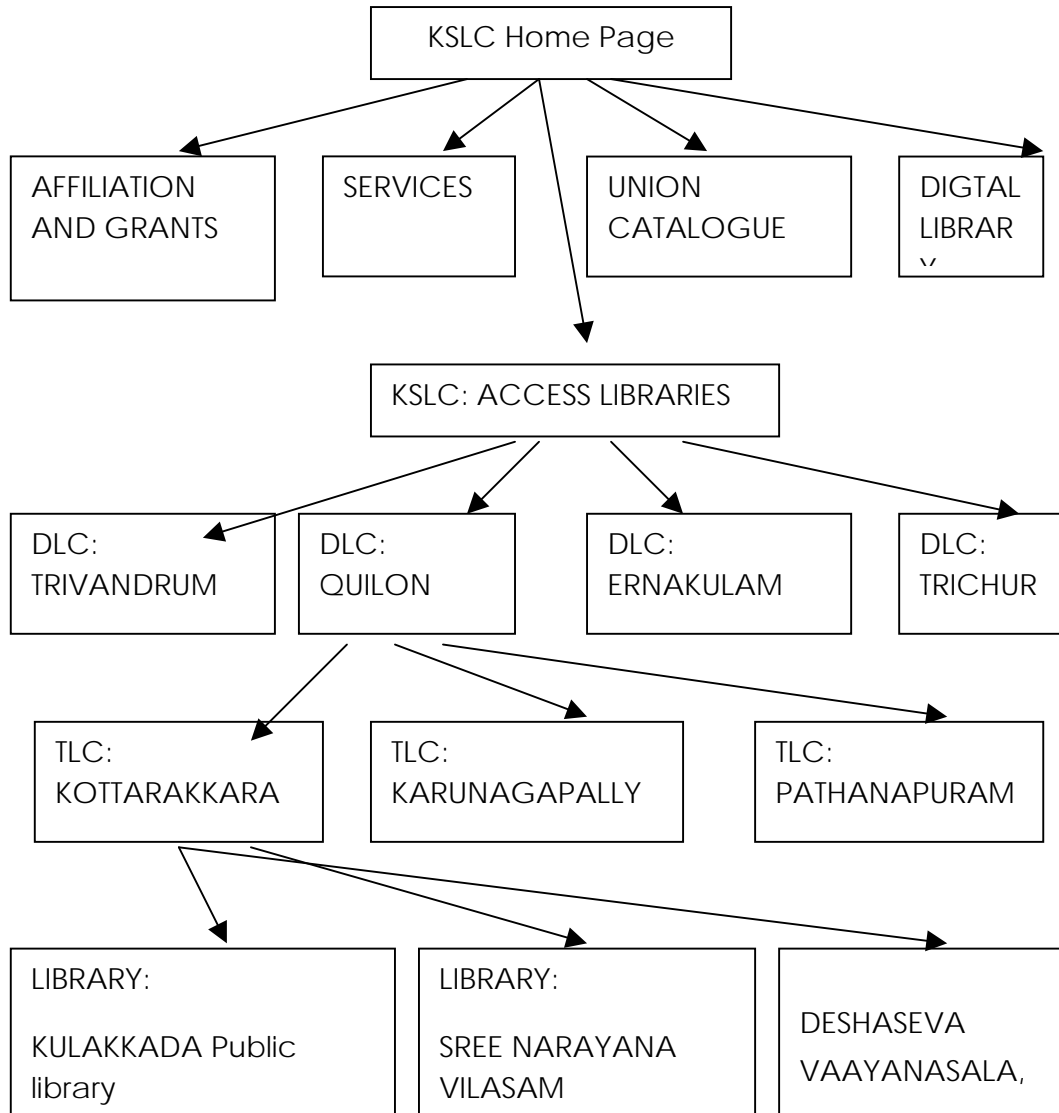 KSLC Home Page
AFFILIATION
AND GRANTS
SERVICES
UNION
CATALOGUE
DIGTAL
LIBRAR
Y
KSLC: ACCESS LIBRARIES
DLC:
TRIVANDRUM
DLC:
QUILON
DLC:
ERNAKULAM
DLC:
TRICHUR
TLC:
KOTTARAKKARA
TLC:
KARUNAGAPALLY
TLC:
PATHANAPURAM
LIBRARY:
KULAKKADA Public
library
LIBRARY:
SREE NARAYANA
VILASAM
DESHASEVA
VAAYANASALA,